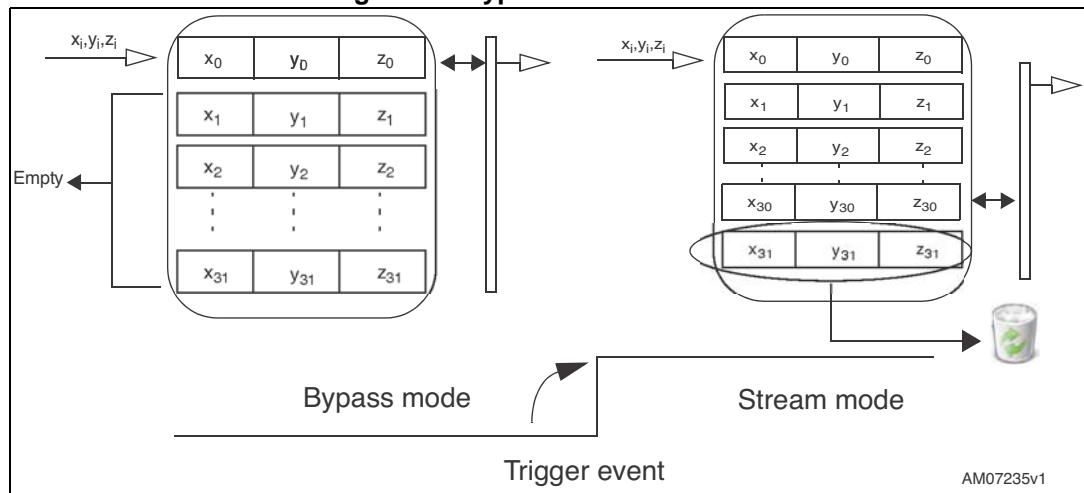 xᵢ,yᵢ,zᵢ
x₀ y₀ z₀
x₁ y₁ z₁
x₂ y₂ z₂
x₃₁ y₃₁ z₃₁
Empty
xᵢ,yᵢ,zᵢ
x₀ y₀ z₀
x₁ y₁ z₁
x₂ y₂ z₂
x₃₀ y₃₀ z₃₀
x₃₁ y₃₁ z₃₁
Bypass mode
Stream mode
Trigger event
AM07235v1